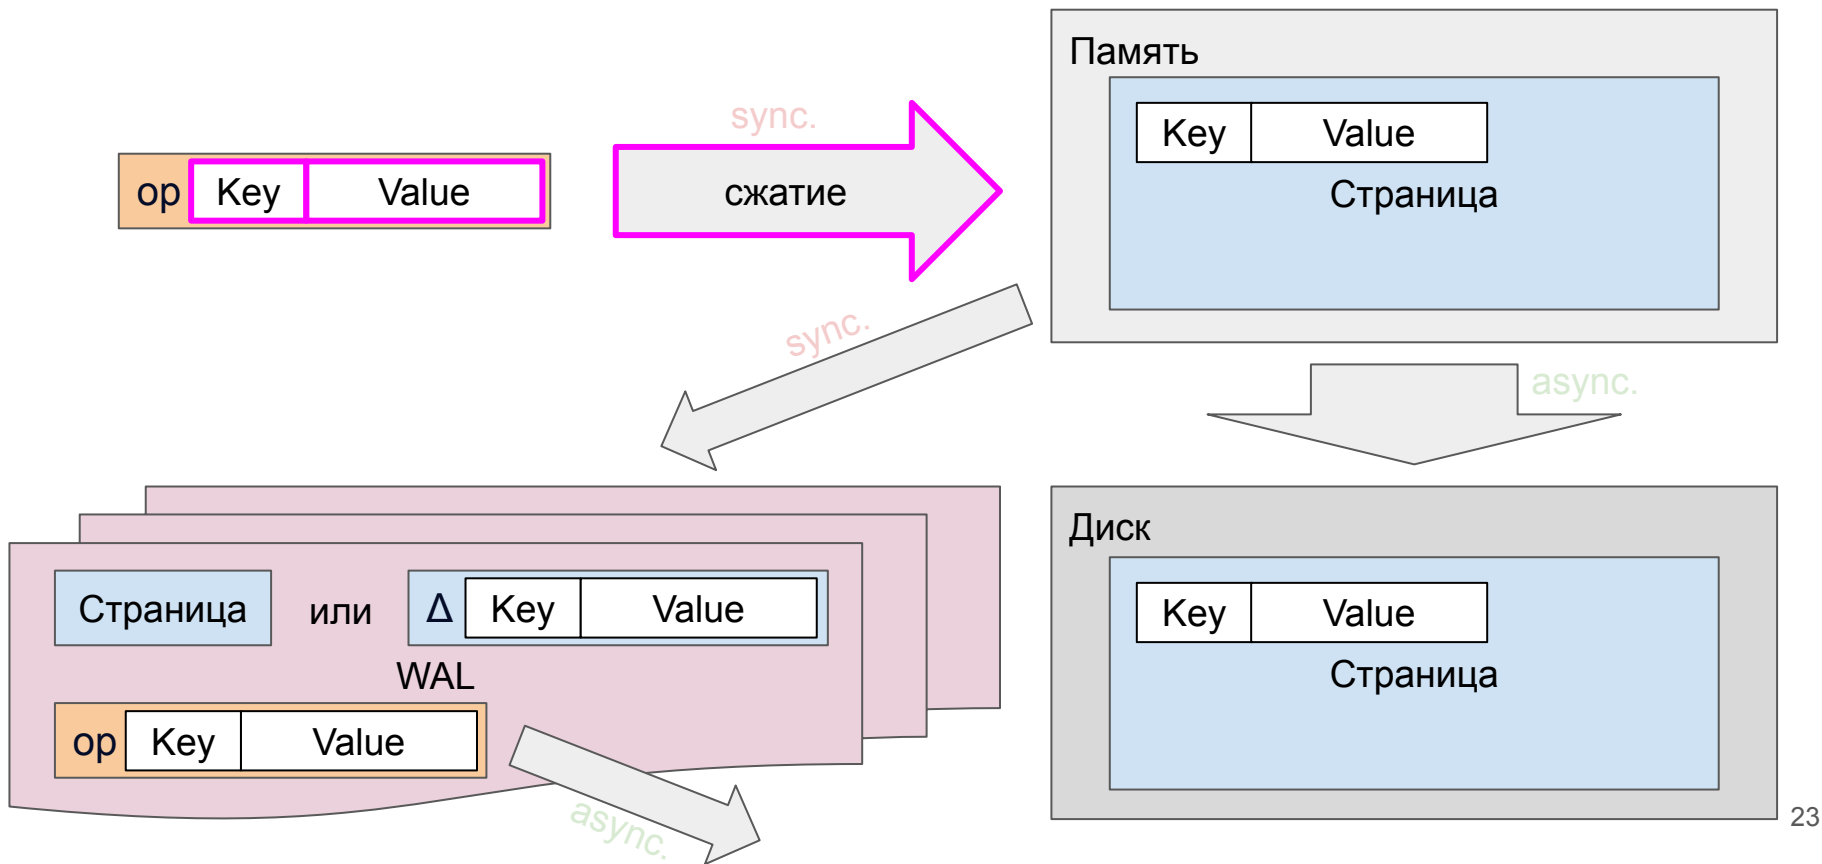 Память
sync.
Key Value
op Key Value
сжатие
Страница
sync.
async.
Диск
Страница или Δ Key Value
Key Value
WAL
Страница
op Key Value
async.
23